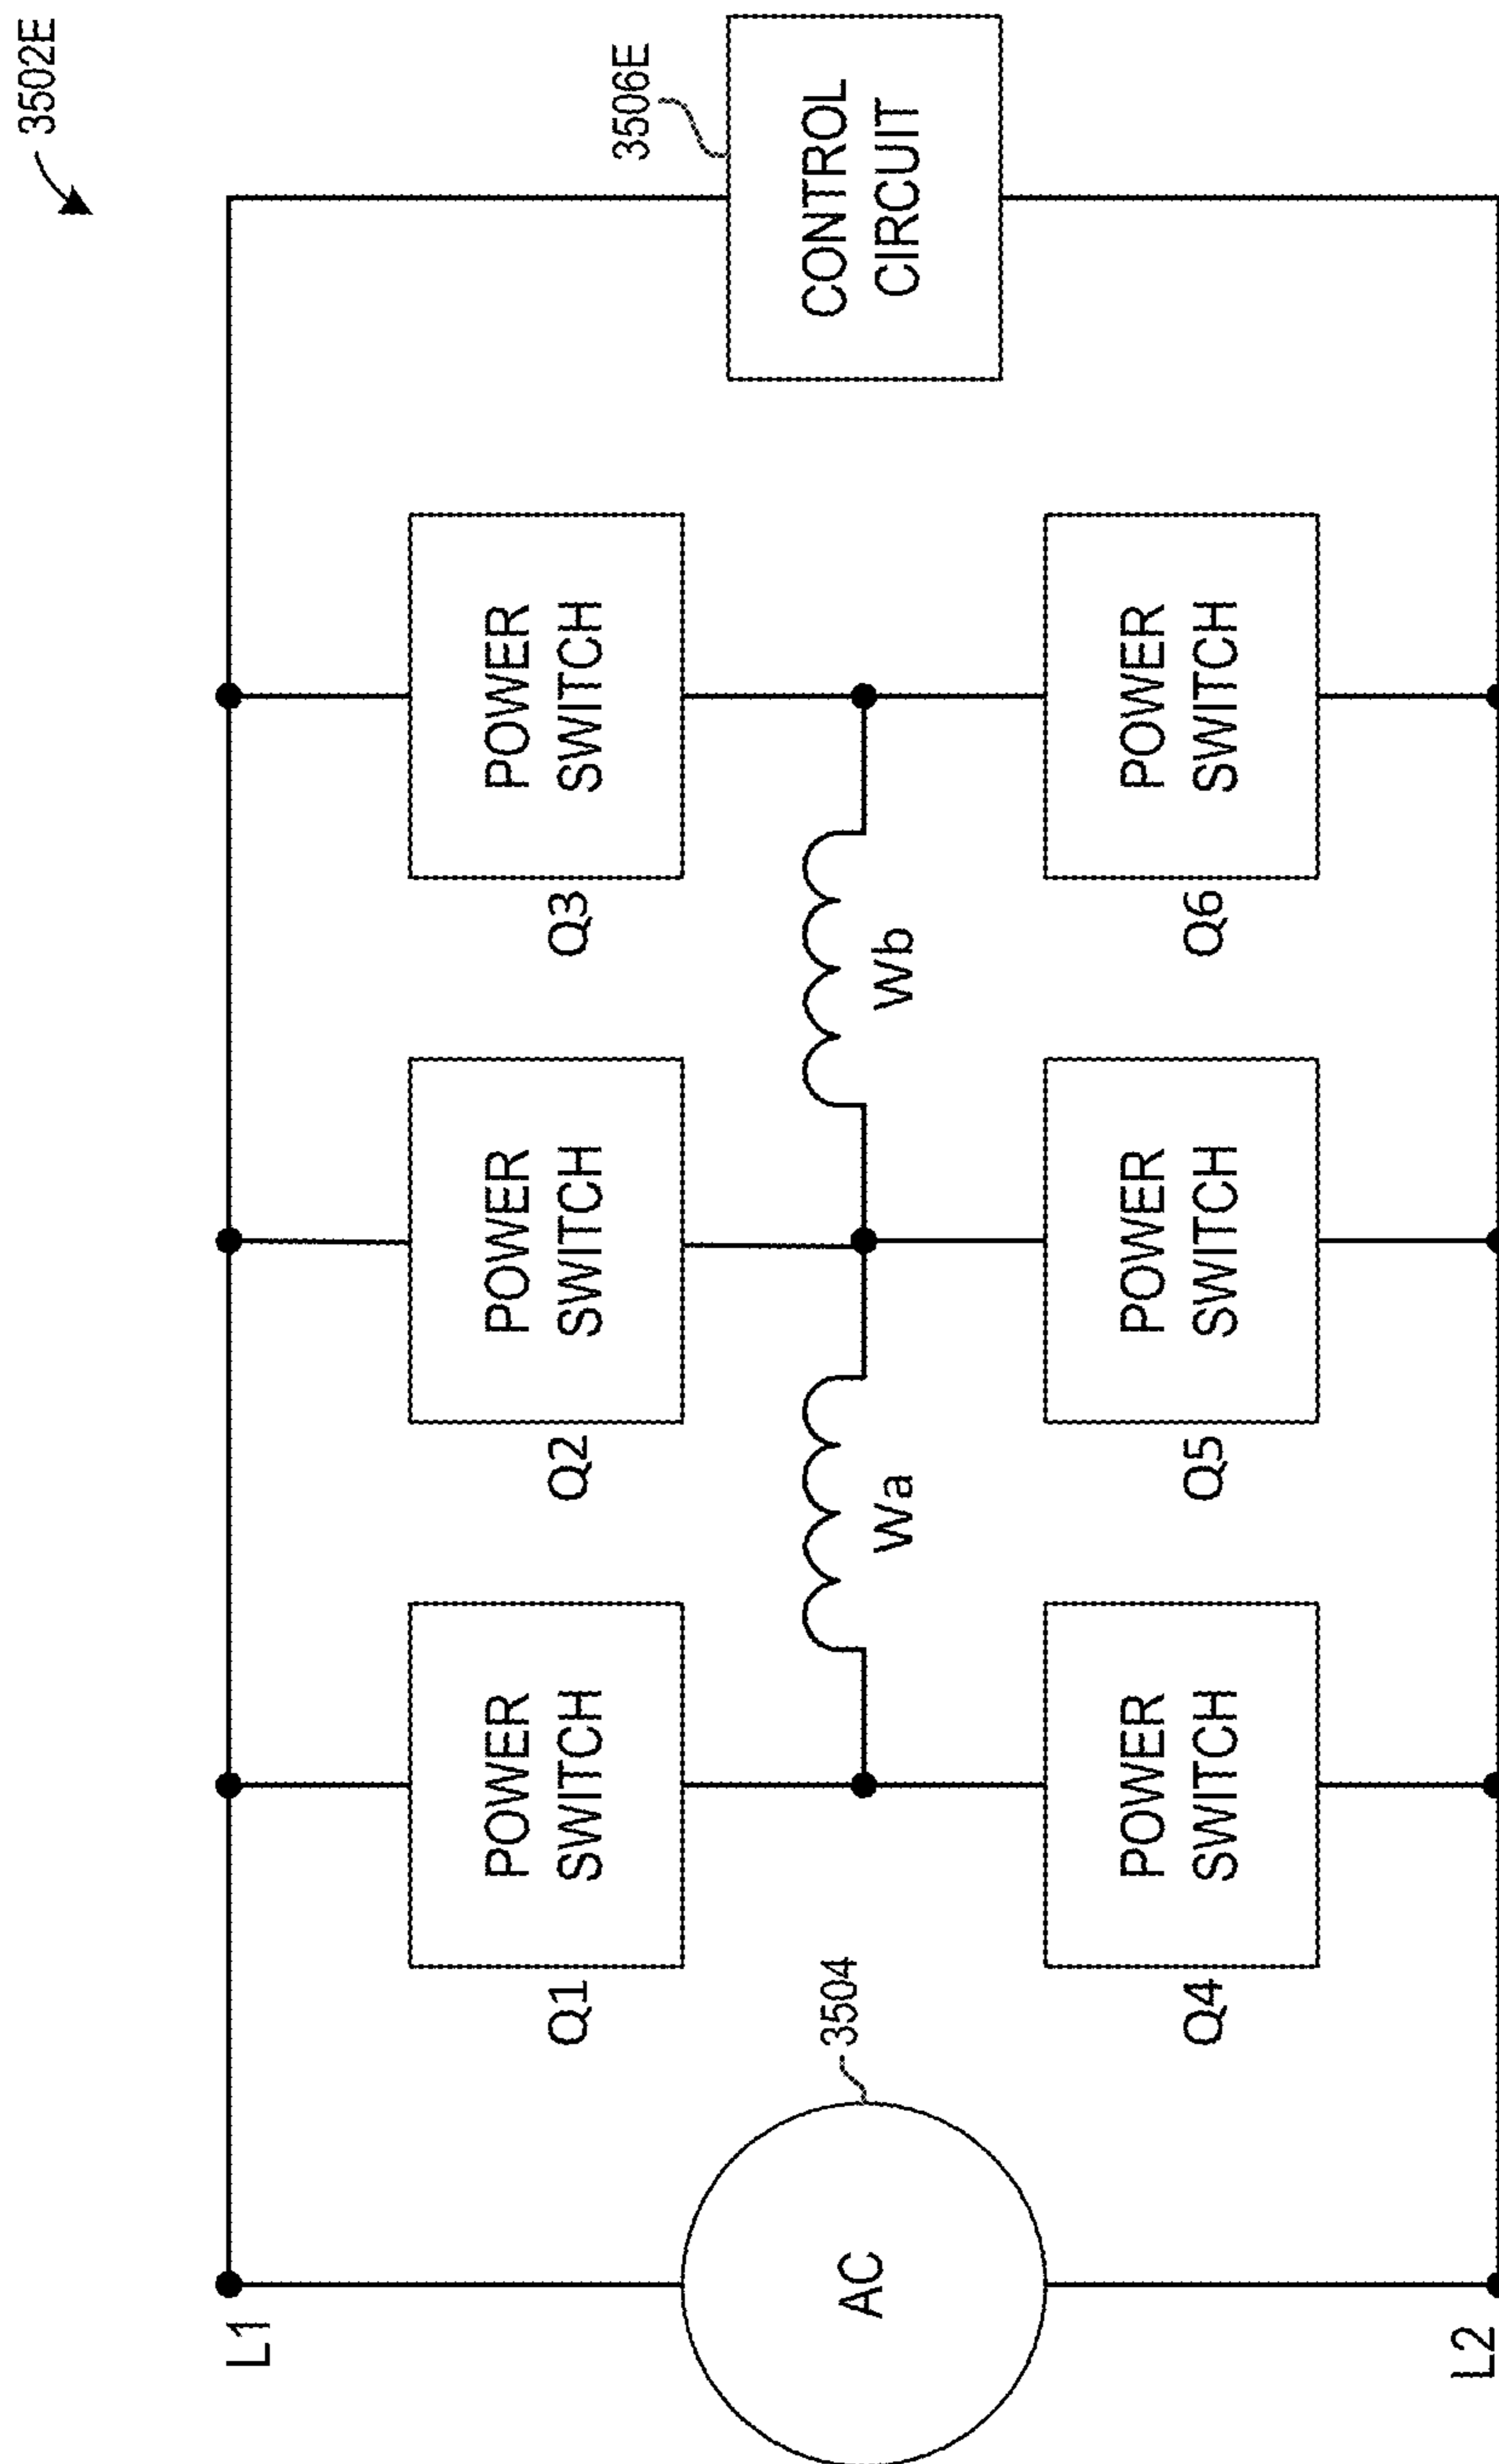 3502E
L1
Q1
POWER
SWITCH
Q2
POWER
SWITCH
Q3
POWER
SWITCH
3506E
CONTROL
CIRCUIT
3504
AC
Wa
Wb
Q4
POWER
SWITCH
Q5
POWER
SWITCH
Q6
POWER
SWITCH
L2